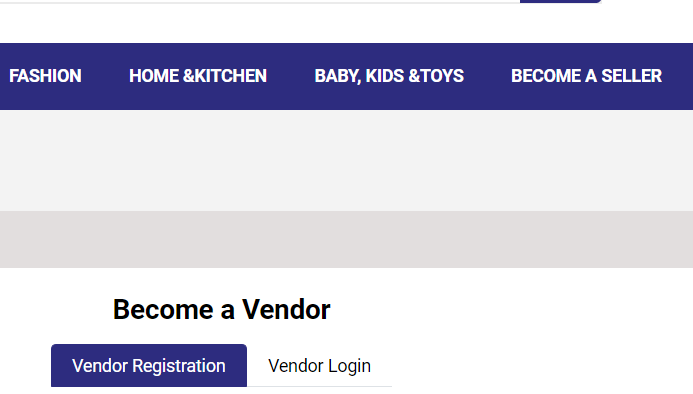 FASHION HOME &KITCHEN BABY, KIDS &TOYS BECOME A SELLER
Become a Vendor
Vendor Registration Vendor Login